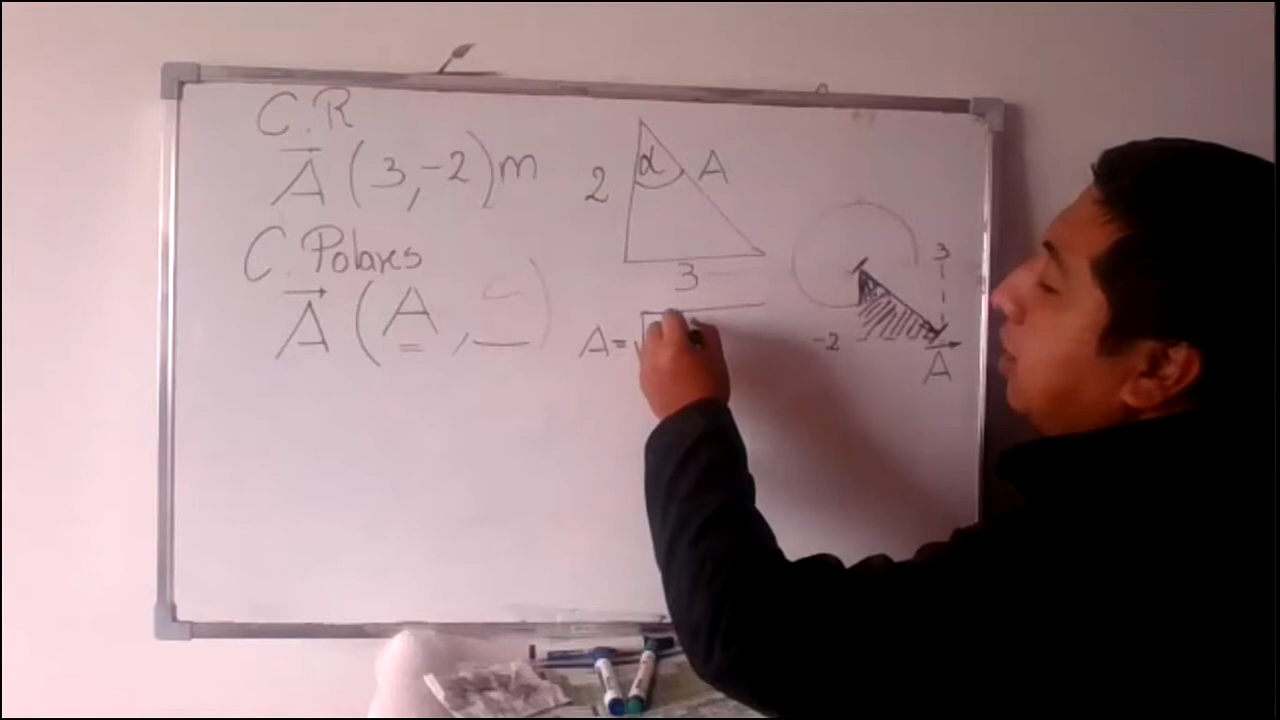 C.R
A (3,-2)m
C. Polares
A (A, _)
2
α
A
3
A=√
3
-2
A